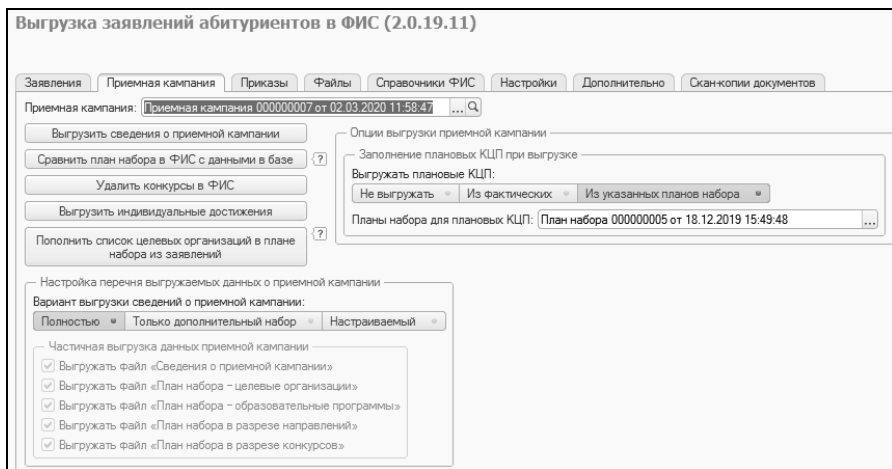 Выгрузка заявлений абитуриентов в ФИС (2.0.19.11)
Заявления Приемная кампания Приказы Файлы Справочники ФИС Настройки Дополнительно Скан-копии документов
Приемная кампания: Приемная кампания 000000007 от 02.03.2020 11:58:47 ...
Выгрузить сведения о приемной кампании
Сравнить план набора в ФИС с данными в базе ?
Удалить конкурсы в ФИС
Выгрузить индивидуальные достижения
Пополнить список целевых организаций в плане
набора из заявлений ?
Опции выгрузки приемной кампании
Заполнение плановых КЦП при выгрузке
Выгружать плановые КЦП:
Не выгружать Из фактических Из указанных планов набора
Планы набора для плановых КЦП: План набора 000000005 от 18.12.2019 15:49:48 ...
Настройка перечня выгружаемых данных о приемной кампании
Вариант выгрузки сведений о приемной кампании:
Полностью Только дополнительный набор Настраиваемый
Частичная выгрузка данных приемной кампании
Выгружать файл «Сведения о приемной кампании»
Выгружать файл «План набора - целевые организации»
Выгружать файл «План набора - образовательные программы»
Выгружать файл «План набора в разрезе направлений»
Выгружать файл «План набора в разрезе конкурсов»